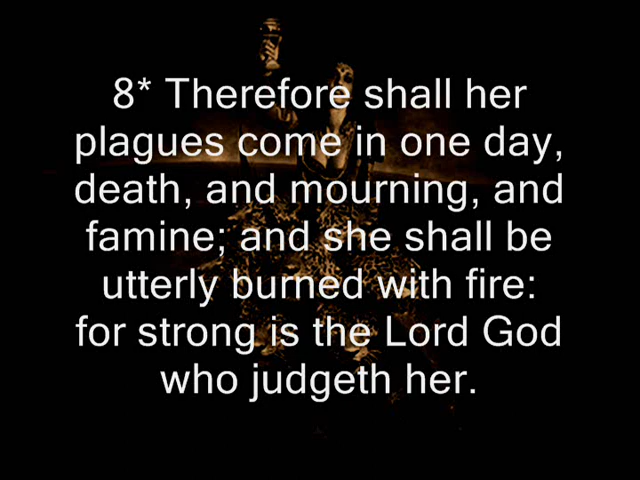 8* Therefore shall her
plagues come in one day,
death, and mourning, and
famine; and she shall be
utterly burned with fire:
for strong is the Lord God
who judgeth her.